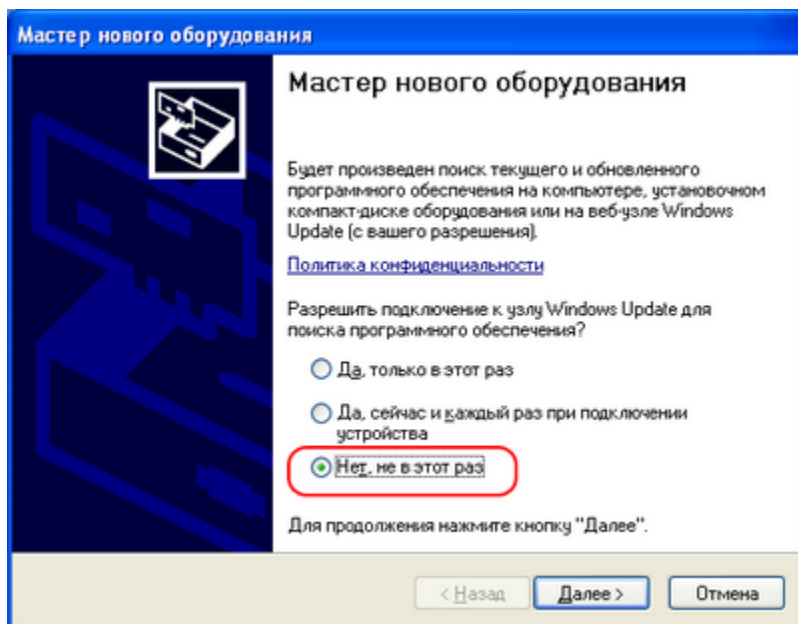 Мастер нового оборудования
Мастер нового оборудования
Будет произведен поиск текущего и обновленного
программного обеспечения на компьютере, установочном
компакт-диске оборудования или на веб-узле Windows
Update (с вашего разрешения).
Политика конфиденциальности
Разрешить подключение к узлу Windows Update для
поиска программного обеспечения?
Да, только в этот раз
Да, сейчас и каждый раз при подключении
устройства
Нет, не в этот раз
Для продолжения нажмите кнопку "Далее".
< Назад
Далее >
Отмена